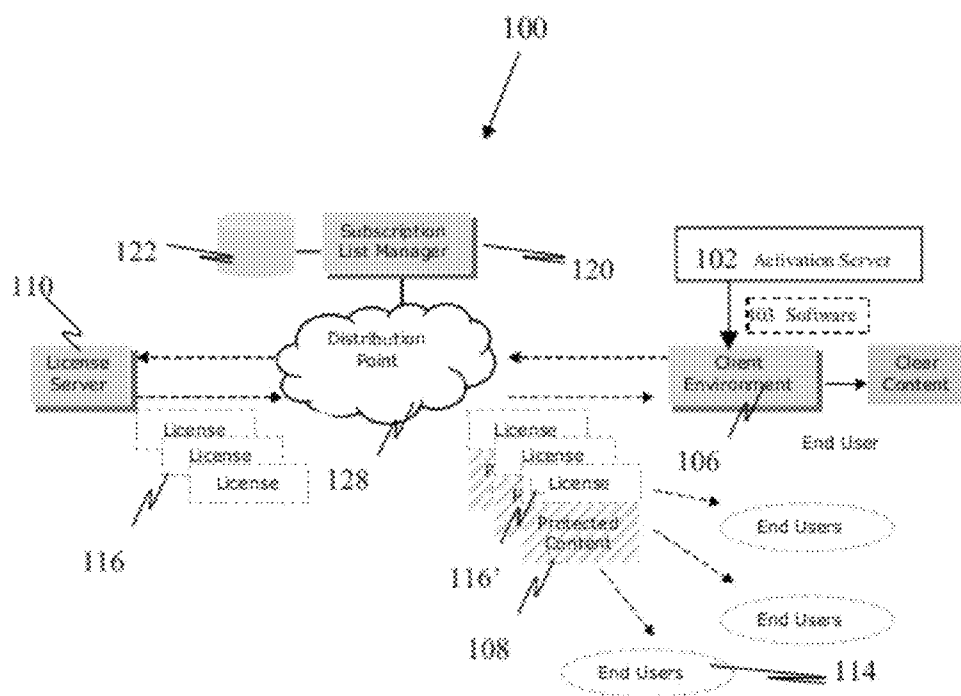 100
122
Subscription
List Manager
120
102 Activation Server
110
Software
License
Server
Distribution
Point
Client
Environment
Clear
Content
License
License
License
116
128
License
License
License
106
End User
Protected
Content
116'
108
End Users
End Users
End Users
114